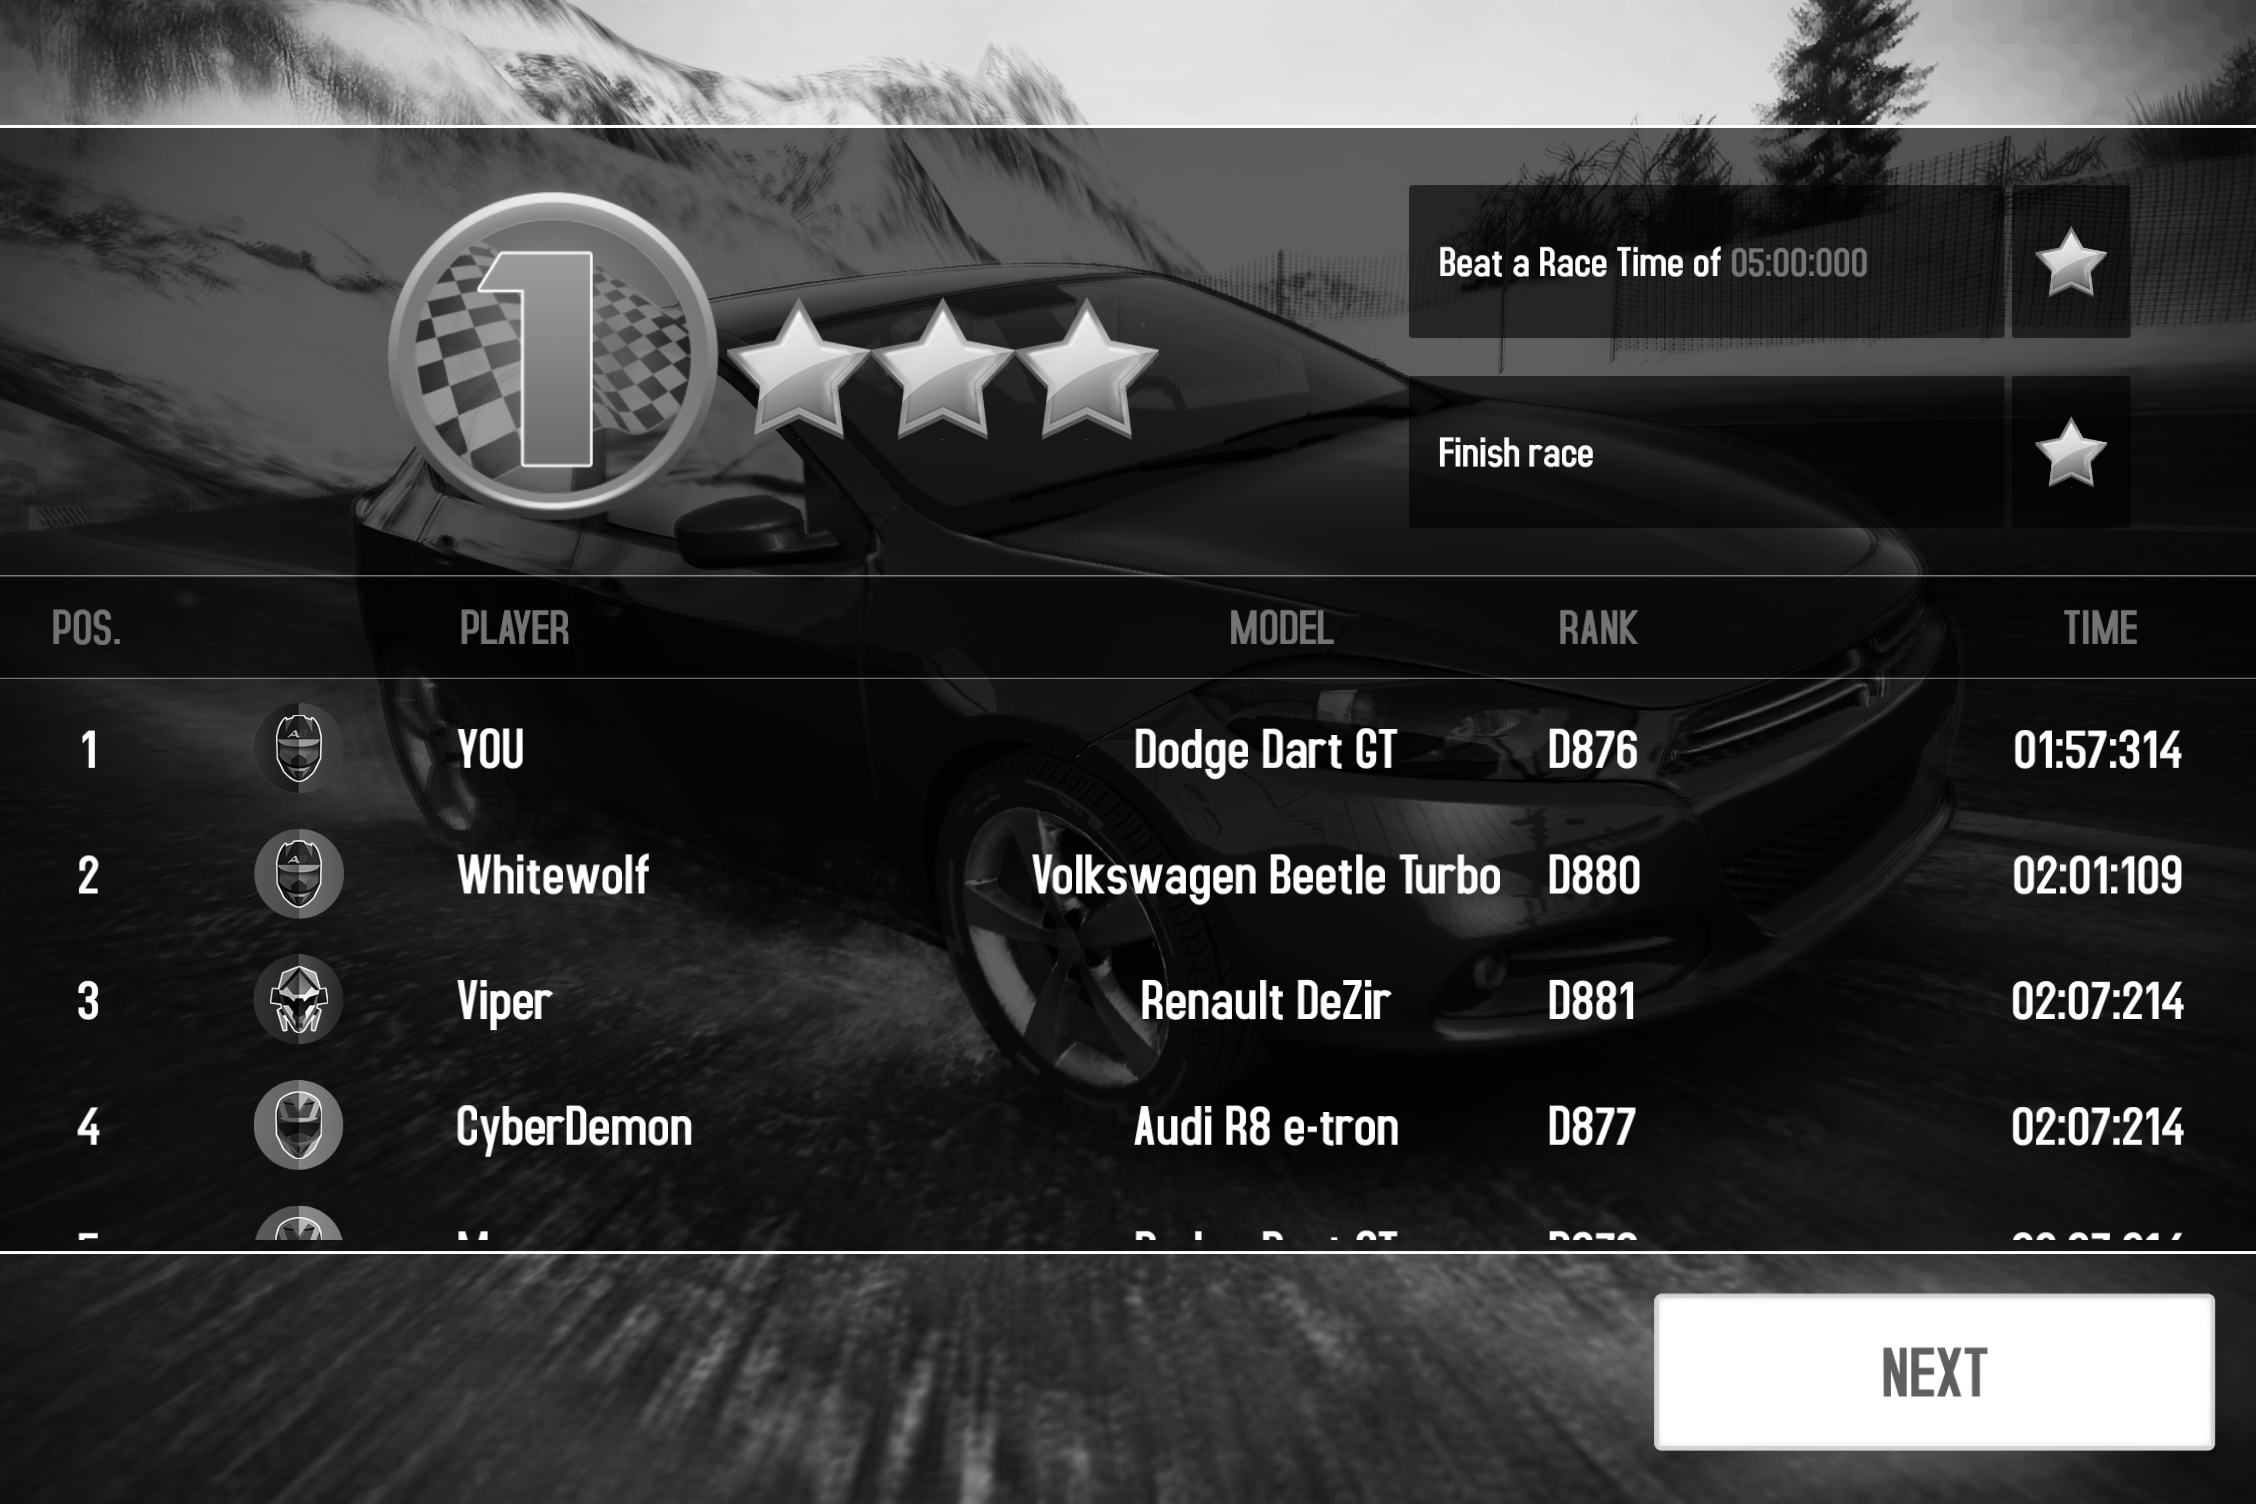 1
Beat a Race Time of 05:00:000
Finish race
POS. PLAYER MODEL RANK TIME
1 YOU Dodge Dart GT D876 01:57:314
2 Whitewolf Volkswagen Beetle Turbo D880 02:01:109
3 Viper Renault DeZir D881 02:07:214
4 CyberDemon Audi R8 e-tron D877 02:07:214
NEXT